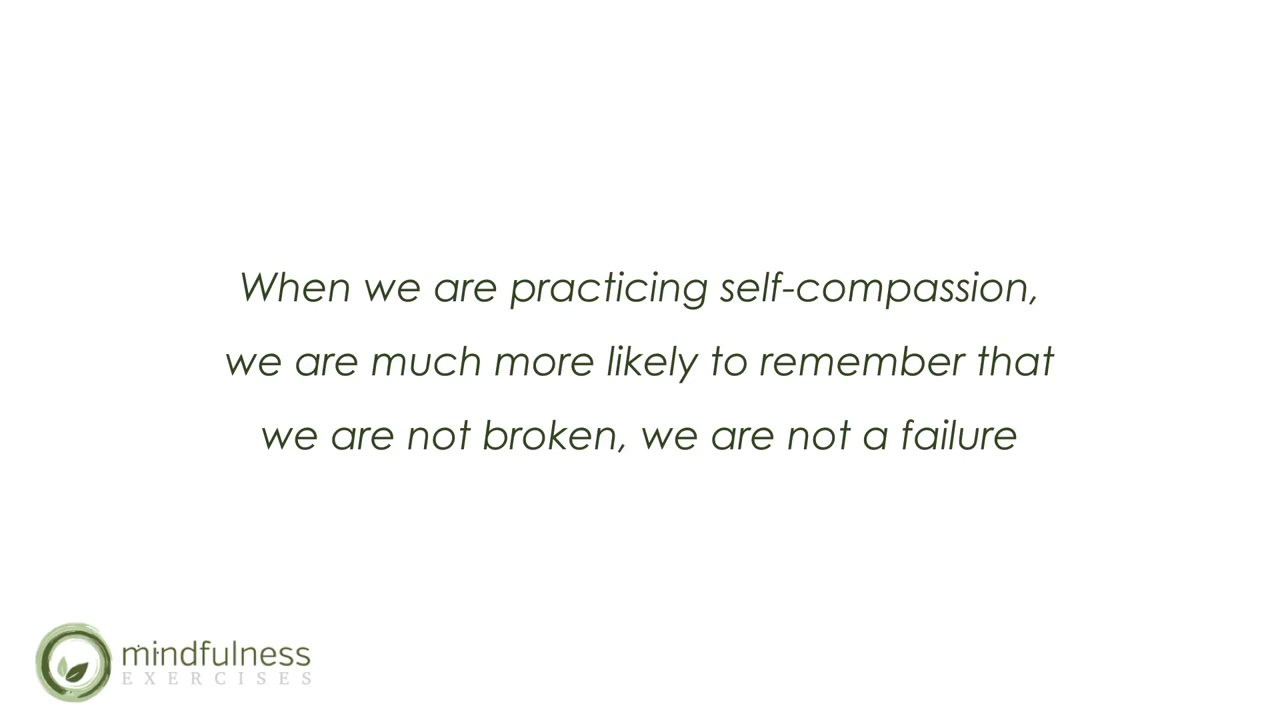 When we are practicing self-compassion,
we are much more likely to remember that
we are not broken, we are not a failure
mindfulness
EXERCISES